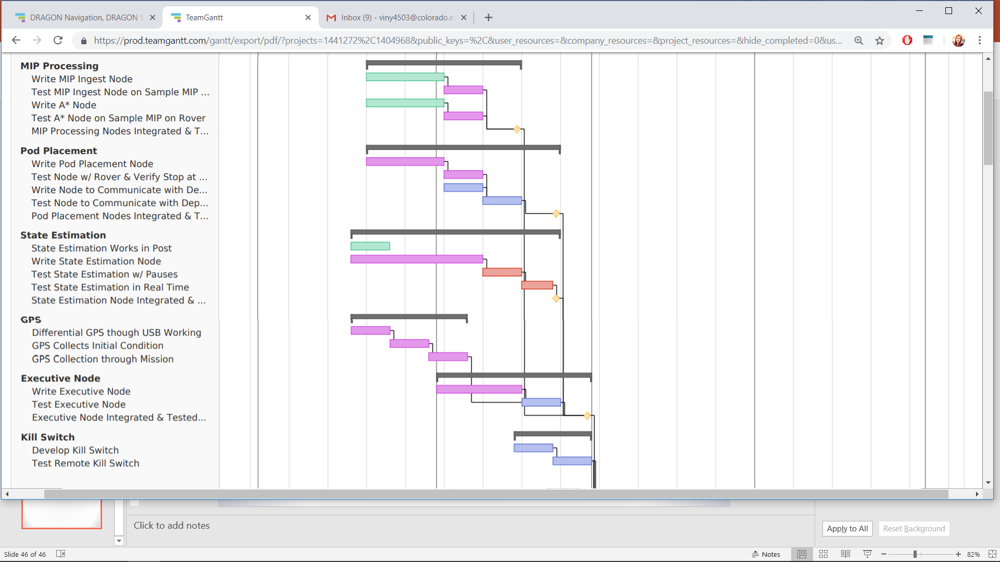 DRAGON Navigation, DRAGON S
TeamGantt
Inbox (9) - viny4503@colorado.e
https://prod.teamgantt.com/gantt/export/pdf/?projects=1441272%2C1404968&public_keys=%2C&user_resources=&company_resources=&project_resources=&hide_completed=0&us...
MIP Processing
Write MIP Ingest Node
Test MIP Ingest Node on Sample MIP ...
Write A* Node
Test A* Node on Sample MIP on Rover
MIP Processing Nodes Integrated & T...
Pod Placement
Write Pod Placement Node
Test Node w/ Rover & Verify Stop at ...
Write Node to Communicate with De...
Test Node to Communicate with Dep...
Pod Placement Nodes Integrated & T...
State Estimation
State Estimation Works in Post
Write State Estimation Node
Test State Estimation w/ Pauses
Test State Estimation in Real Time
State Estimation Node Integrated & ...
GPS
Differential GPS though USB Working
GPS Collects Initial Condition
GPS Collection through Mission
Executive Node
Write Executive Node
Test Executive Node
Executive Node Integrated & Tested...
Kill Switch
Develop Kill Switch
Test Remote Kill Switch
Click to add notes
Apply to All
Reset Background
Slide 46 of 46
Notes
82%